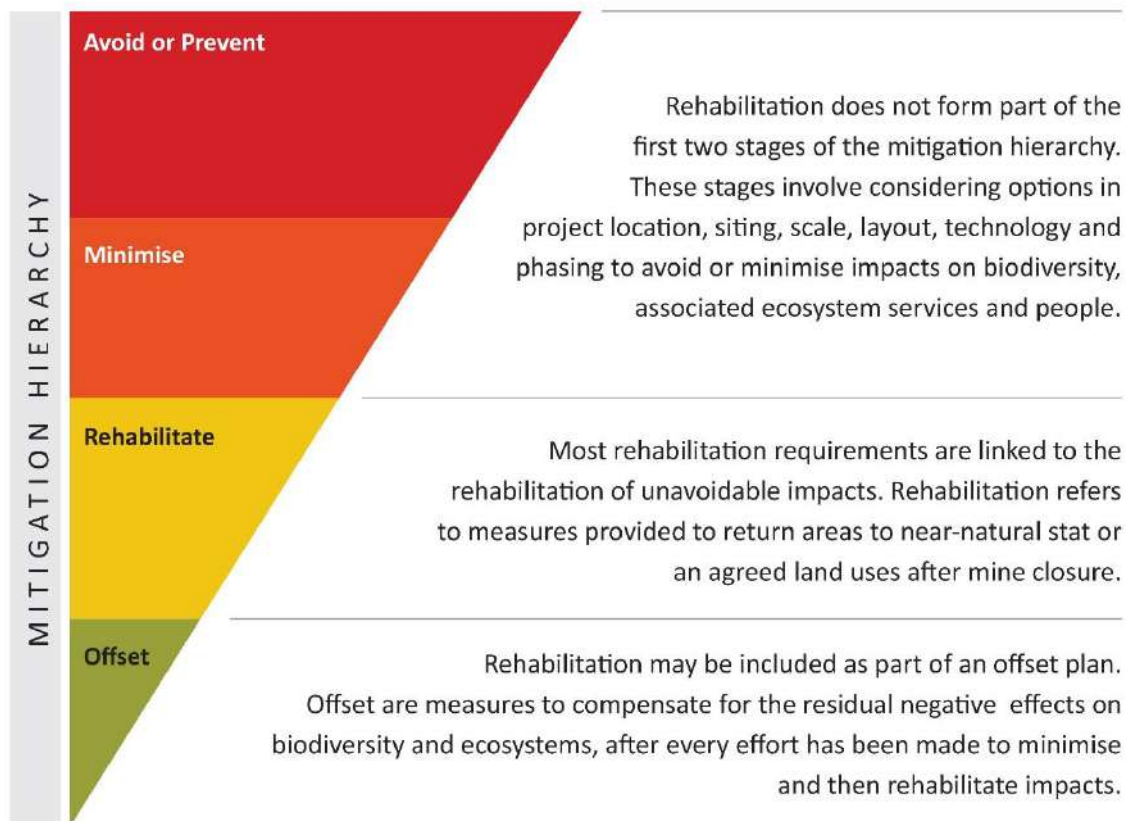 MITIGATION HIERARCHY
Avoid or Prevent
Rehabilitation does not form part of the
first two stages of the mitigation hierarchy.
These stages involve considering options in
project location, siting, scale, layout, technology and
phasing to avoid or minimise impacts on biodiversity,
associated ecosystem services and people.
Minimise
Rehabilitate
Most rehabilitation requirements are linked to the
rehabilitation of unavoidable impacts. Rehabilitation refers
to measures provided to return areas to near-natural stat or
an agreed land uses after mine closure.
Offset
Rehabilitation may be included as part of an offset plan.
Offset are measures to compensate for the residual negative effects on
biodiversity and ecosystems, after every effort has been made to minimise
and then rehabilitate impacts.